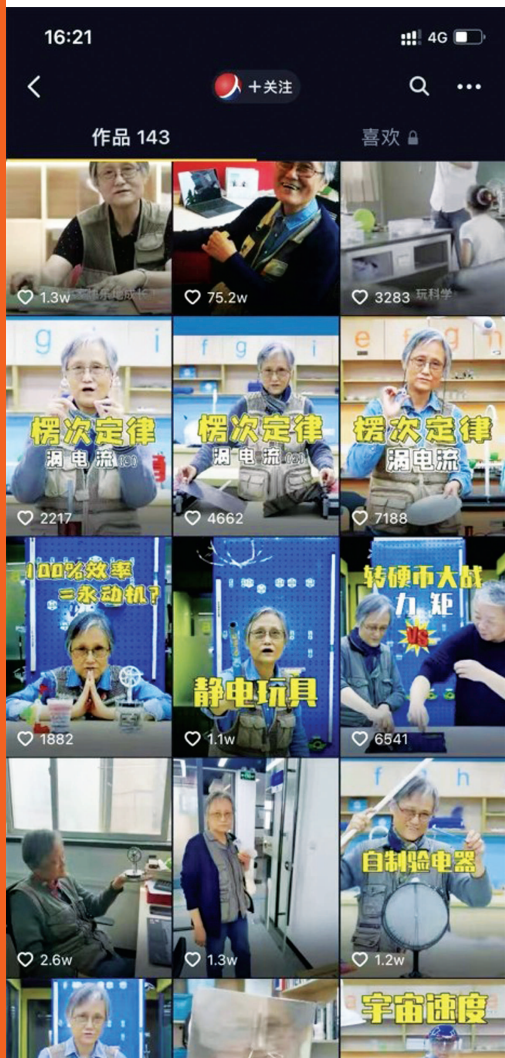 16:21
4G
+关注
作品 143
喜欢
1.3w
75.2w
3283 玩科学
g i i
f g i
e f g n
楞次定律
涡电流(3)
楞次定律
涡电流(2)
楞次定律
涡电流
2217
4662
7188
100%效率
=永动机?
静电玩具
转硬币大战
力矩
VS
1882
1.1w
6541
f h
自制验电器
2.6w
1.3w
1.2w
宇宙速度